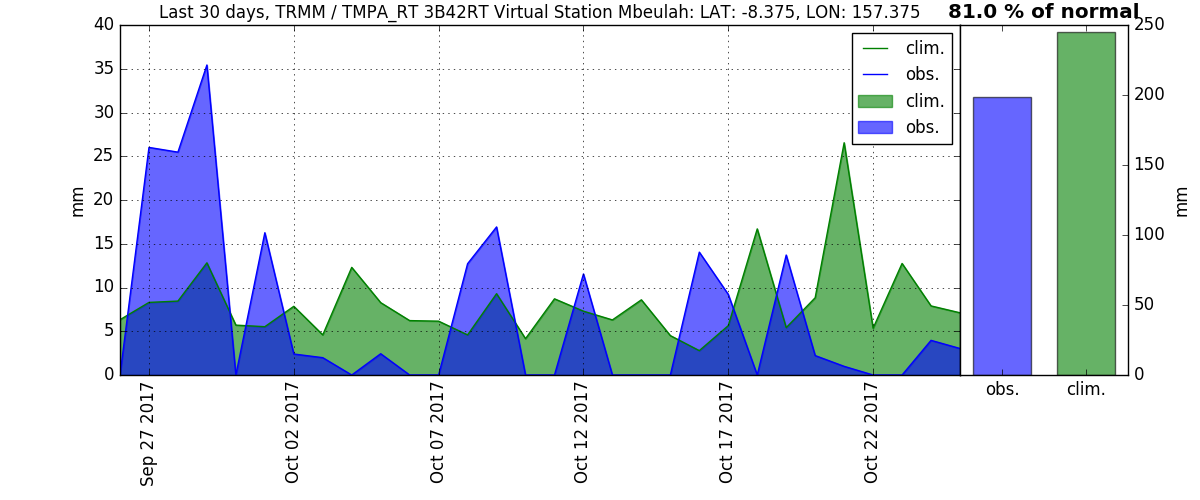 Last 30 days, TRMM / TMPA_RT 3B42RT Virtual Station Mbeulah: LAT: -8.375, LON: 157.375
81.0 % of normal
mm
40
35
30
25
20
15
10
5
0
clim.
obs.
clim.
obs.
Sep 27 2017
Oct 02 2017
Oct 07 2017
Oct 12 2017
Oct 17 2017
Oct 22 2017
250
200
150
100
50
0
mm
obs.
clim.